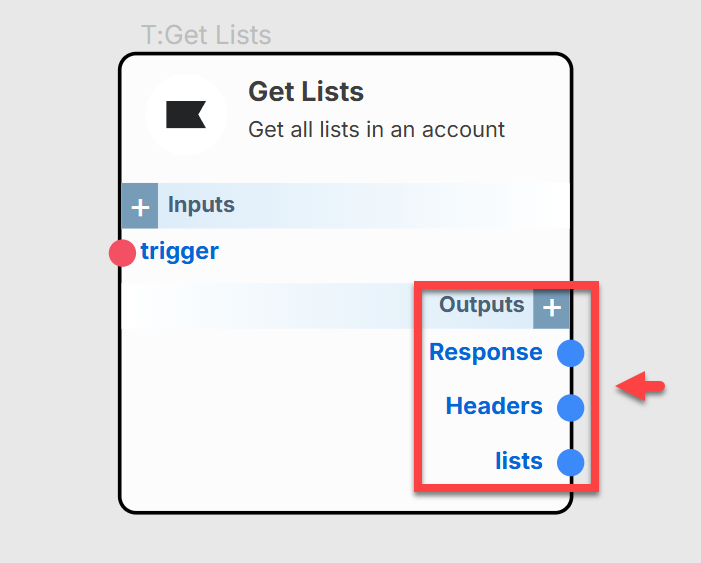 T:Get Lists
Get Lists
Get all lists in an account
+ Inputs
trigger
Outputs +
Response
Headers
lists